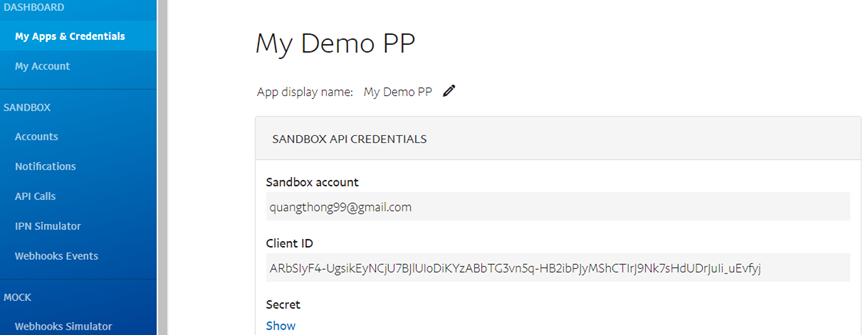 DASHBOARD
My Apps & Credentials
My Account
SANDBOX
Accounts
Notifications
API Calls
IPN Simulator
Webhooks Events
MOCK
Webhooks Simulator
My Demo PP
App display name: My Demo PP
SANDBOX API CREDENTIALS
Sandbox account
quangthong99@gmail.com
Client ID
ARbSIyF4-UgsikEyNCjU7BJlUIoDiKYzABbTG3vn5q-HB2ibPJyMShCTIrJ9Nk7sHdUDrJuIi_uEvfyj
Secret
Show